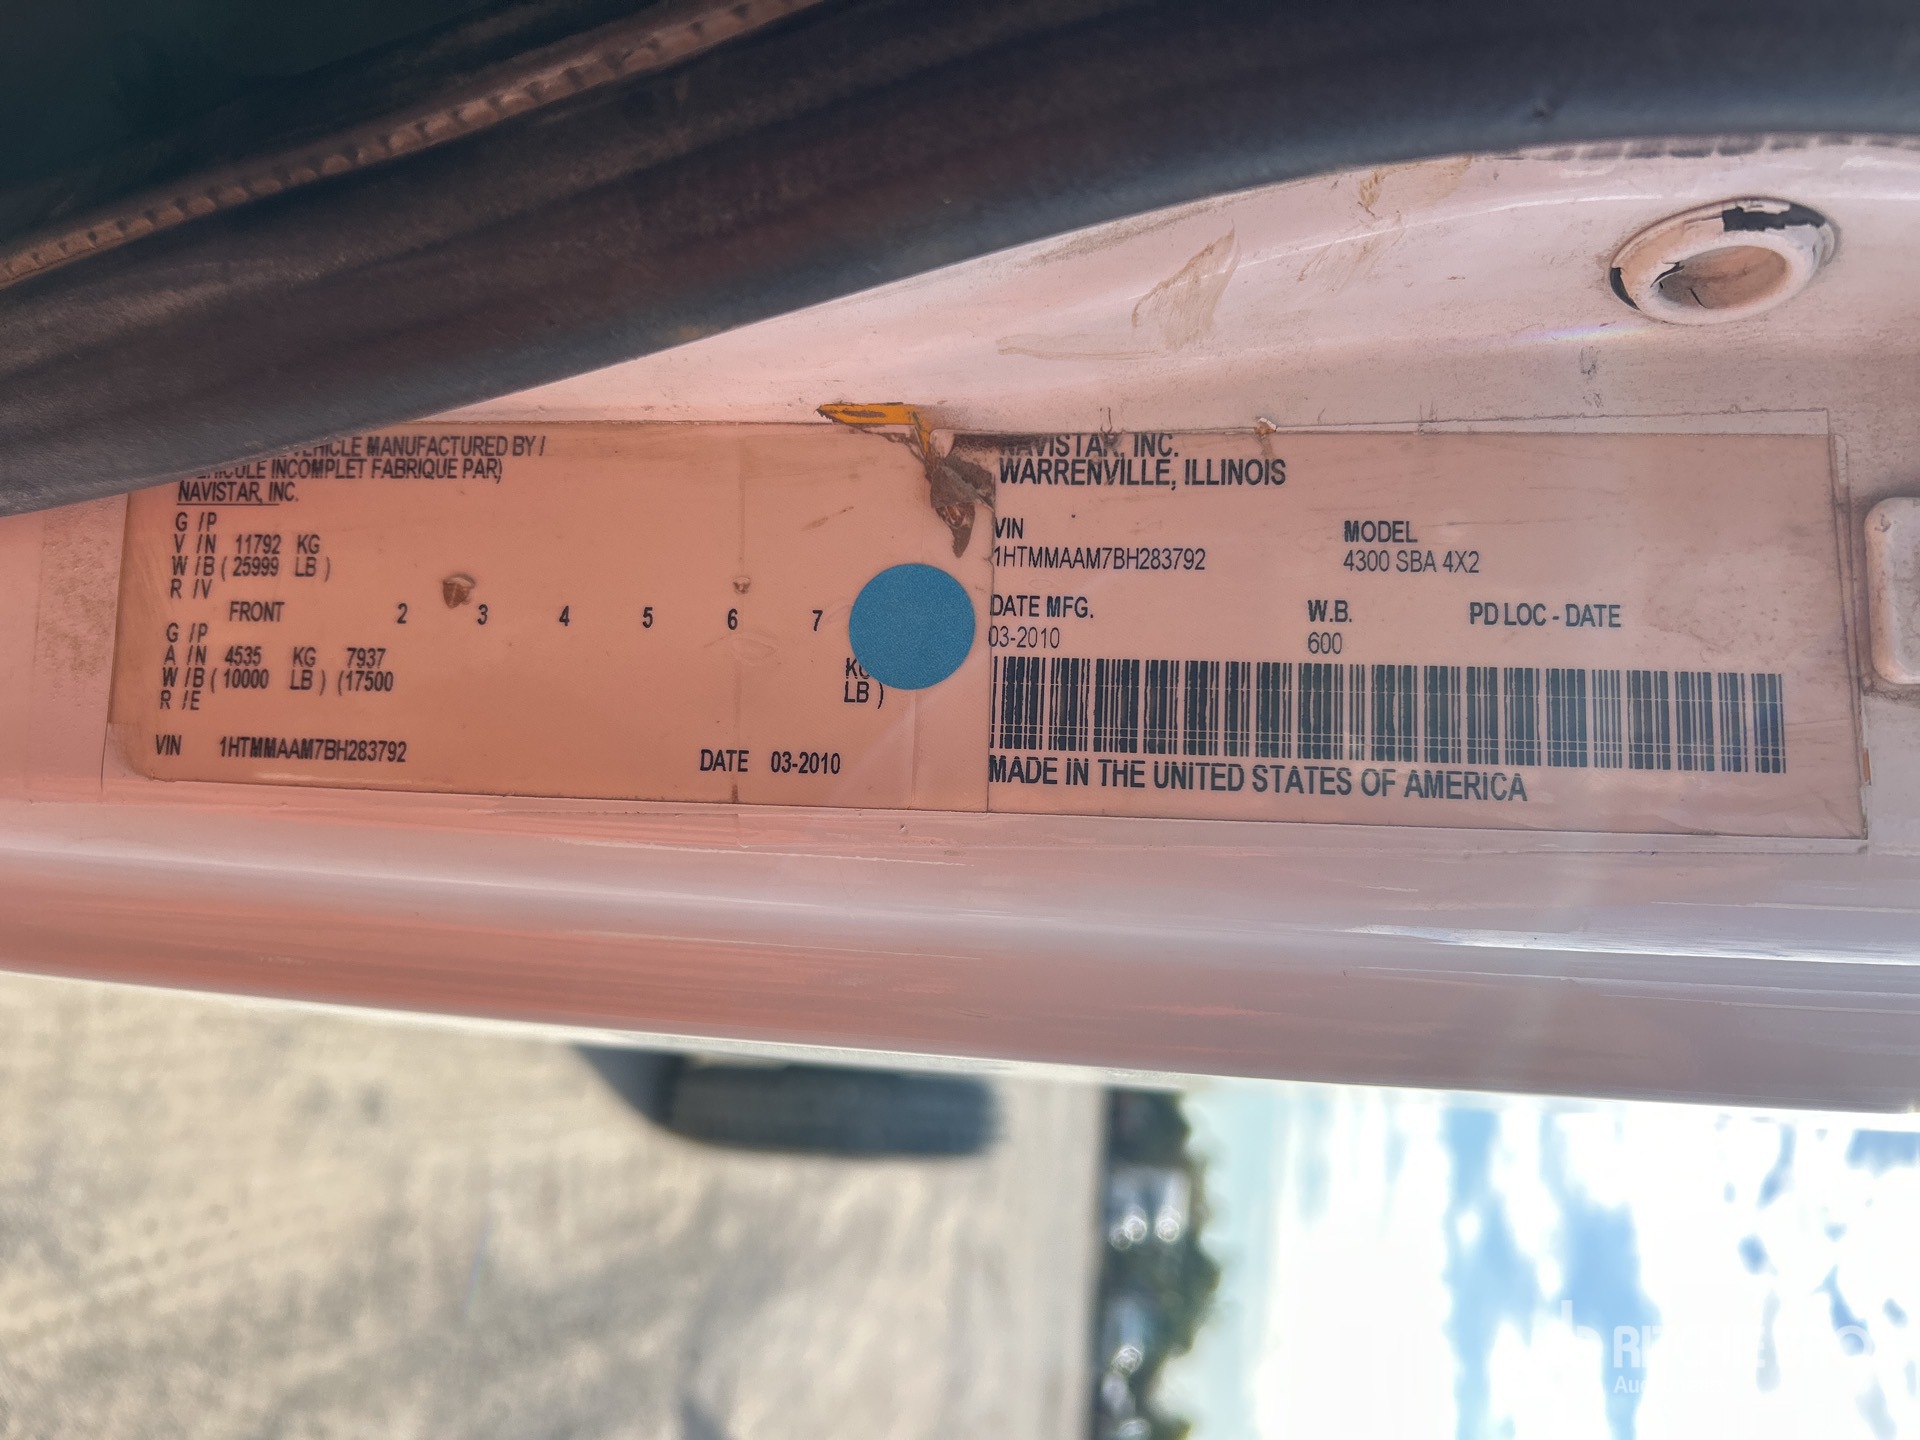 VEHICLE MANUFACTURED BY /
VEHICULE INCOMPLET FABRIQUE PAR)
NAVISTAR, INC.
G /P
V /N 11792 KG
W /B ( 25999 LB )
R /V
FRONT 2 3 4 5 6 7
G /P
A /N 4535 KG 7937 KG
W /B ( 10000 LB ) (17500 LB )
R /E
VIN 1HTMMAAM7BH283792 DATE 03-2010
NAVISTAR, INC.
WARRENVILLE, ILLINOIS
VIN MODEL
1HTMMAAM7BH283792 4300 SBA 4X2
DATE MFG. W.B. PD LOC - DATE
03-2010 600
MADE IN THE UNITED STATES OF AMERICA